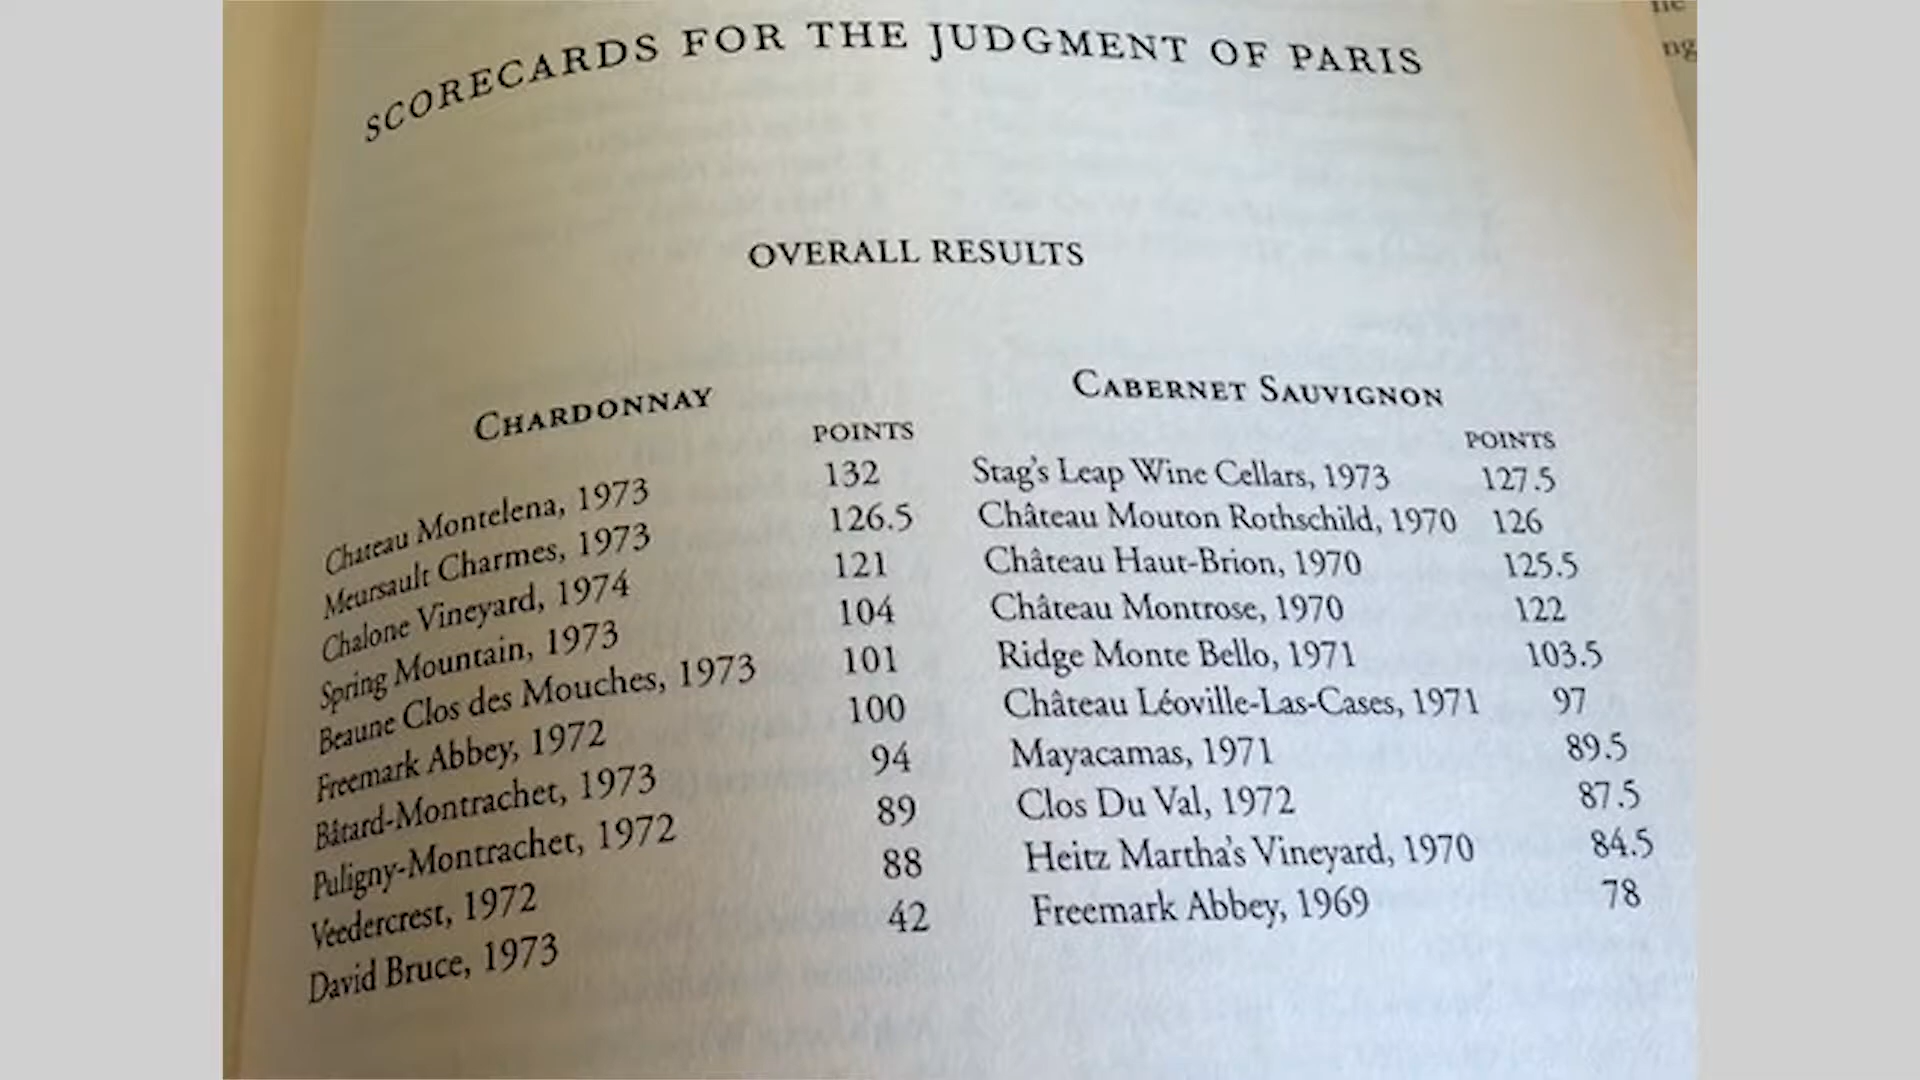 SCORECARDS FOR THE JUDGMENT OF PARIS
OVERALL RESULTS
CHARDONNAY
POINTS
Chateau Montelena, 1973 132
Meursault Charmes, 1973 126.5
Chalone Vineyard, 1974 121
Spring Mountain, 1973 104
Beaune Clos des Mouches, 1973 101
Freemark Abbey, 1972 100
Bâtard-Montrachet, 1973 94
Puligny-Montrachet, 1972 89
Veedercrest, 1972 88
David Bruce, 1973 42
CABERNET SAUVIGNON
POINTS
Stag's Leap Wine Cellars, 1973 127.5
Château Mouton Rothschild, 1970 126
Château Haut-Brion, 1970 125.5
Château Montrose, 1970 122
Ridge Monte Bello, 1971 103.5
Château Léoville-Las-Cases, 1971 97
Mayacamas, 1971 89.5
Clos Du Val, 1972 87.5
Heitz Martha's Vineyard, 1970 84.5
Freemark Abbey, 1969 78